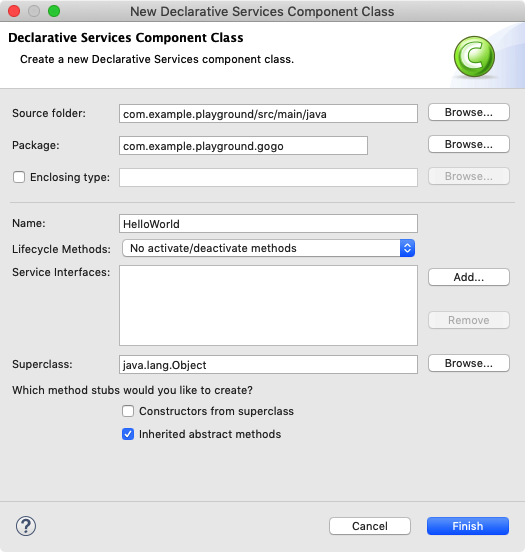 New Declarative Services Component Class
Declarative Services Component Class
Create a new Declarative Services component class.
Source folder: com.example.playground/src/main/java Browse...
Package: com.example.playground.gogo Browse...
Enclosing type: Browse...
Name: HelloWorld
Lifecycle Methods: No activate/deactivate methods
Service Interfaces: Add...
Remove
Superclass: java.lang.Object Browse...
Which method stubs would you like to create?
Constructors from superclass
Inherited abstract methods
? Cancel Finish